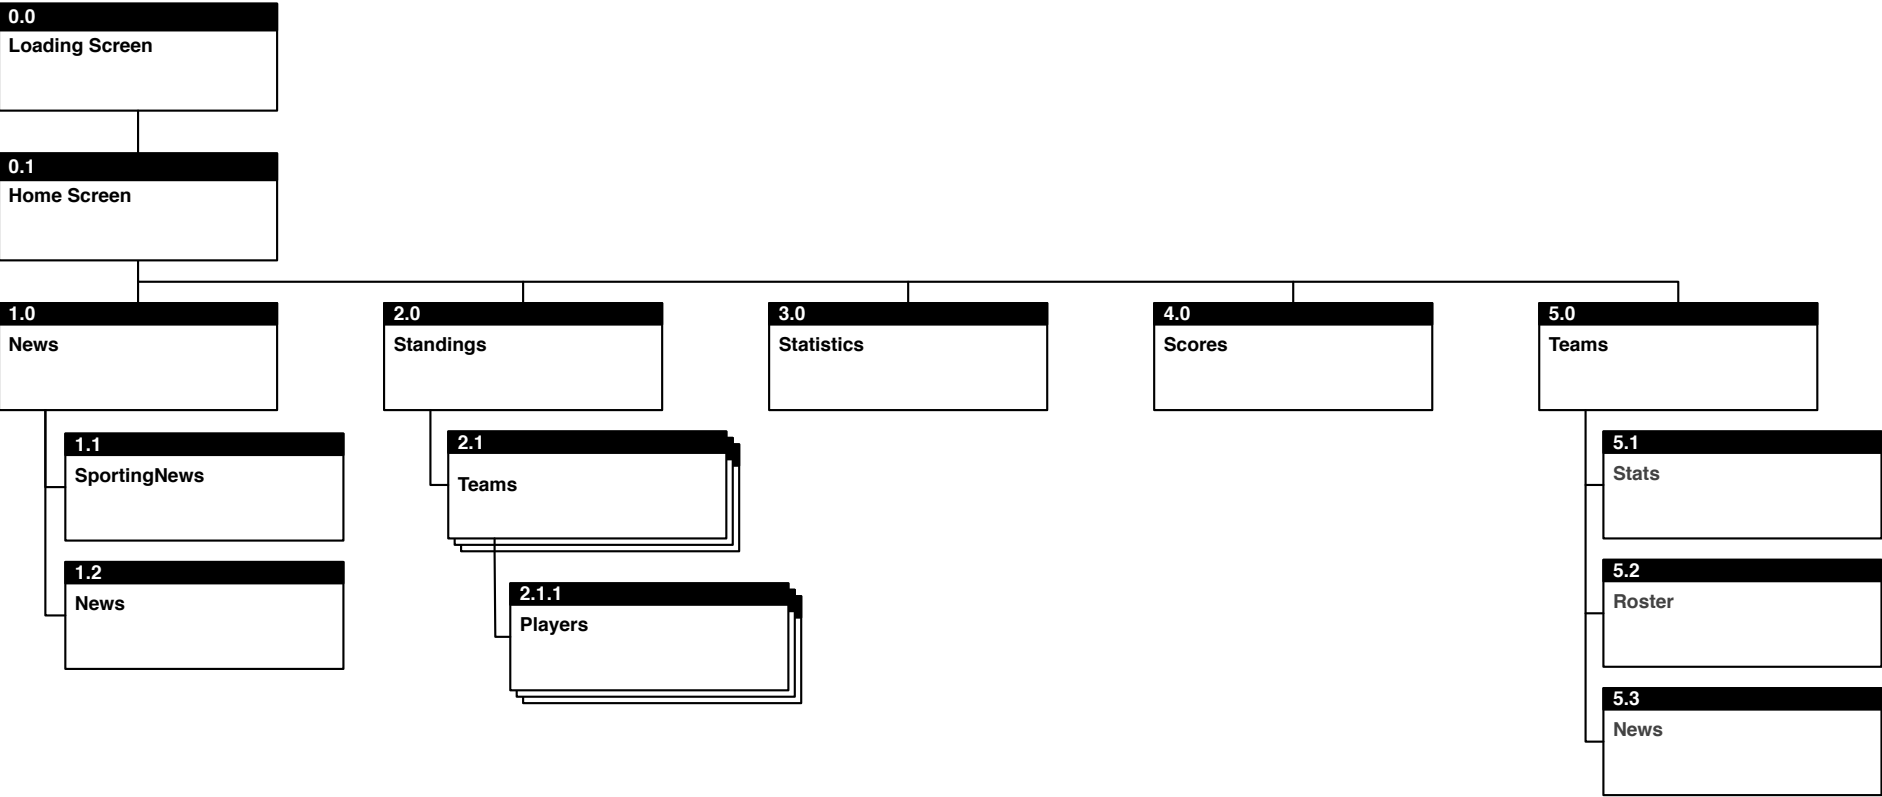 0.0
Loading Screen
0.1
Home Screen
1.0
News
2.0
Standings
3.0
Statistics
4.0
Scores
5.0
Teams
1.1
SportingNews
1.2
News
2.1
Teams
2.1.1
Players
5.1
Stats
5.2
Roster
5.3
News